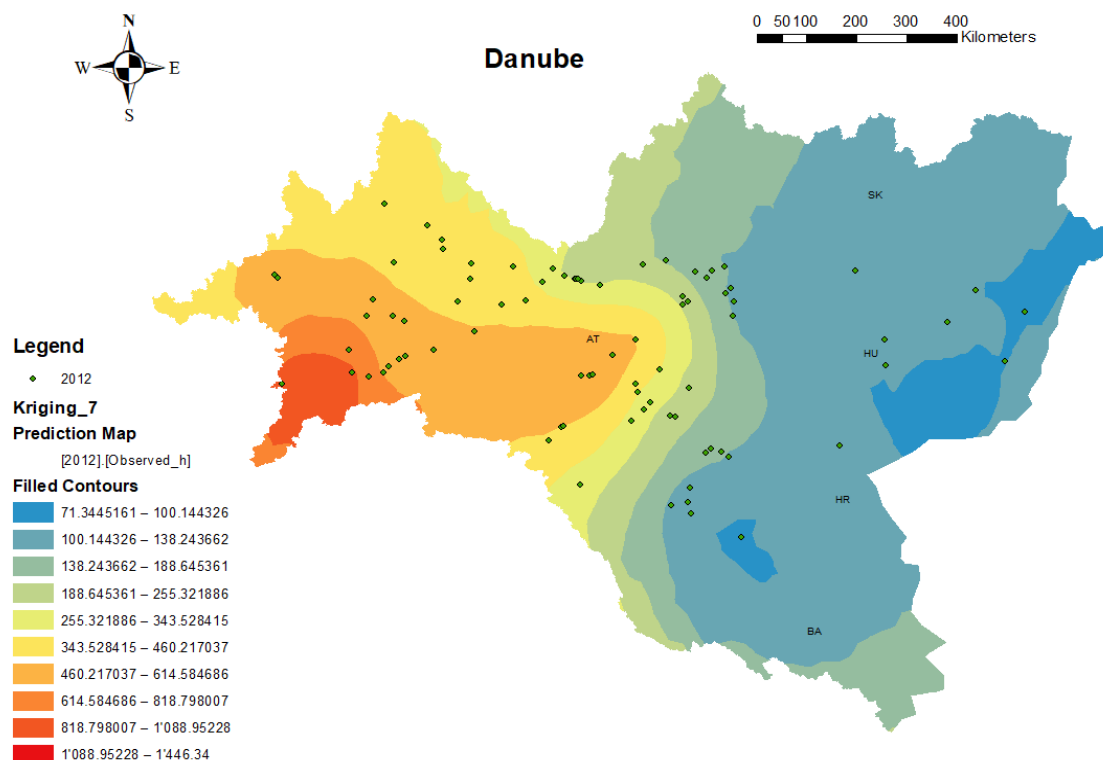 N
W E
S
Danube
0 50 100 200 300 400
Kilometers
SK
AT
HU
HR
BA
Legend
2012
Kriging_7
Prediction Map
[2012].[Observed_h]
Filled Contours
71.3445161 – 100.144326
100.144326 – 138.243662
138.243662 – 188.645361
188.645361 – 255.321886
255.321886 – 343.528415
343.528415 – 460.217037
460.217037 – 614.584686
614.584686 – 818.798007
818.798007 – 1'088.95228
1'088.95228 – 1'446.34